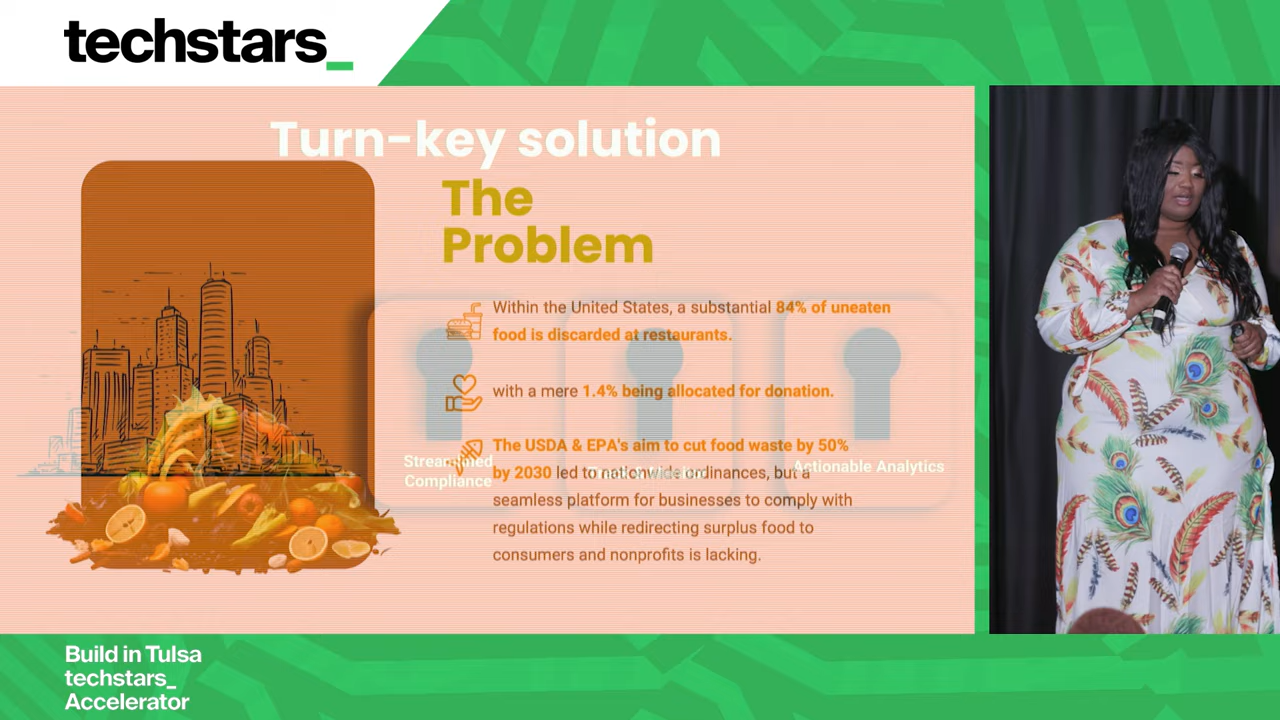 techstars_
Turn-key solution
The
Problem
Within the United States, a substantial 84% of uneaten
food is discarded at restaurants.
with a mere 1.4% being allocated for donation.
The USDA & EPA's aim to cut food waste by 50%
by 2030 led to nationwide ordinances, but a
seamless platform for businesses to comply with
regulations while redirecting surplus food to
consumers and nonprofits is lacking.
Streamlined
Compliance
Actionable Analytics
Build in Tulsa
techstars_
Accelerator